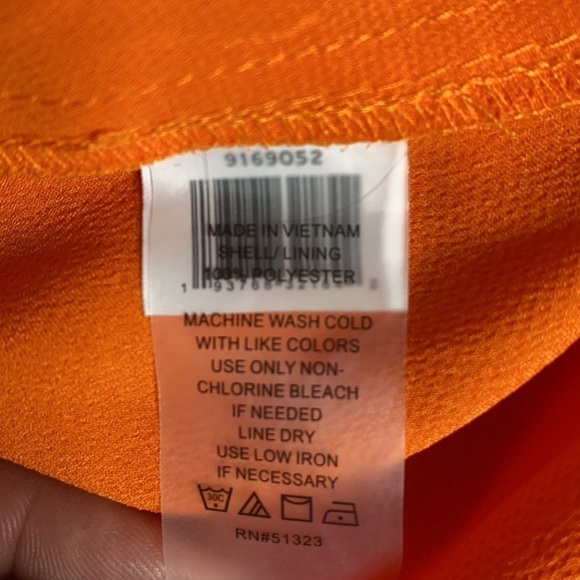 9169052
MADE IN VIETNAM
SHELL/ LINING
100% POLYESTER
MACHINE WASH COLD
WITH LIKE COLORS
USE ONLY NON-
CHLORINE BLEACH
IF NEEDED
LINE DRY
USE LOW IRON
IF NECESSARY
30C
RN#51323